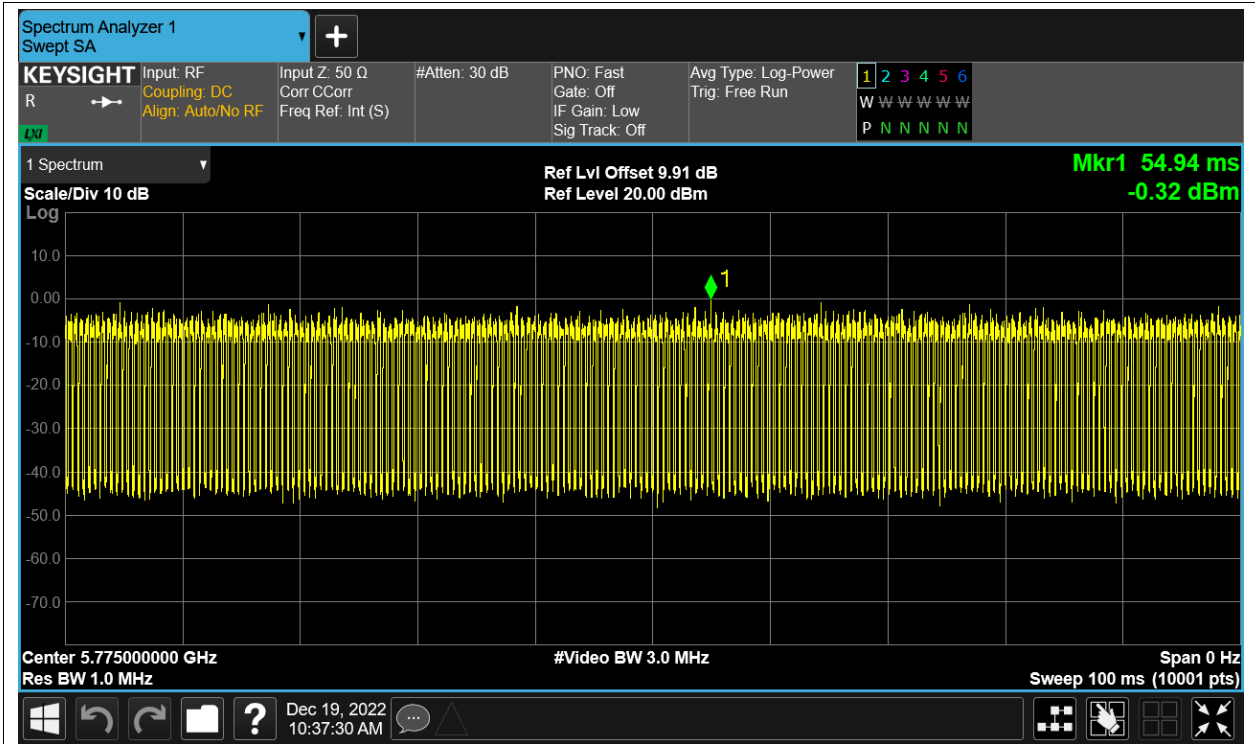 Spectrum Analyzer 1
Swept SA
KEYSIGHT
R
LXI
Input: RF
Coupling: DC
Align: Auto/No RF
Input Z: 50 Ω
Corr CCorr
Freq Ref: Int (S)
#Atten: 30 dB
PNO: Fast
Gate: Off
IF Gain: Low
Sig Track: Off
Avg Type: Log-Power
Trig: Free Run
1 2 3 4 5 6
W W W W W W
P N N N N N
1 Spectrum
Scale/Div 10 dB
Log
Ref Lvl Offset 9.91 dB
Ref Level 20.00 dBm
Mkr1 54.94 ms
-0.32 dBm
10.0
0.00
-10.0
-20.0
-30.0
-40.0
-50.0
-60.0
-70.0
1
Center 5.775000000 GHz
Res BW 1.0 MHz
#Video BW 3.0 MHz
Span 0 Hz
Sweep 100 ms (10001 pts)
?
Dec 19, 2022
10:37:30 AM